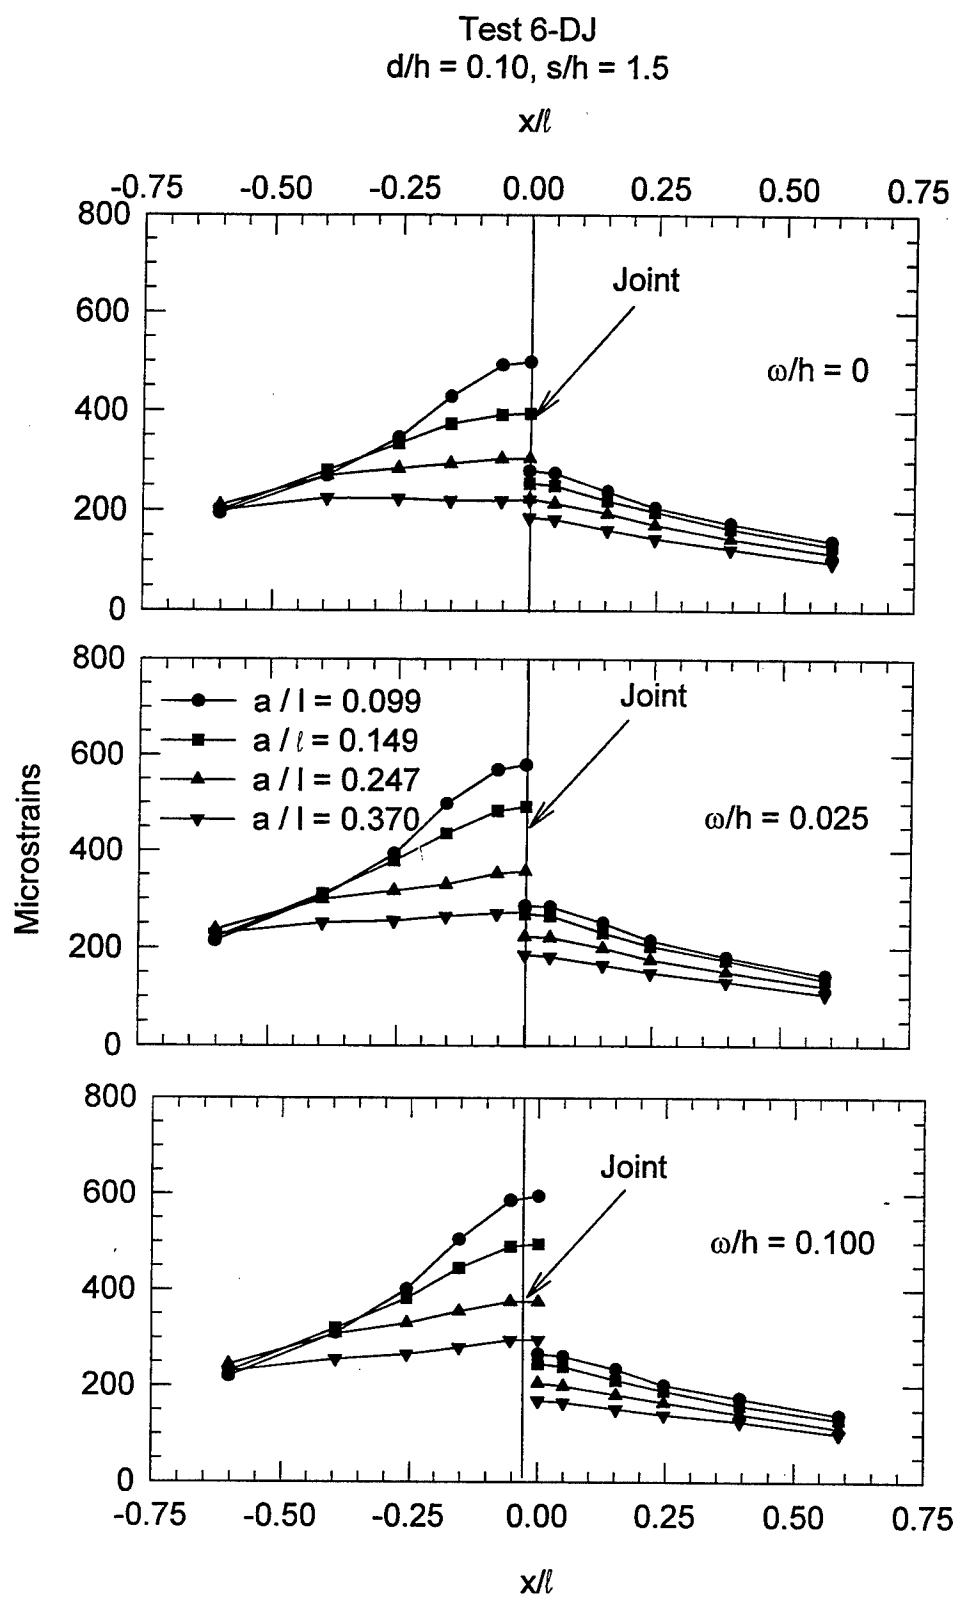 Test 6-DJ
d/h = 0.10, s/h = 1.5
x/ℓ
-0.75 -0.50 -0.25 0.00 0.25 0.50 0.75
800
Joint
600
ω/h = 0
400
200
0
800
a / l = 0.099
Joint
a / ℓ = 0.149
600
a / l = 0.247
a / l = 0.370
ω/h = 0.025
400
Microstrains
200
0
800
Joint
600
ω/h = 0.100
400
200
0
-0.75 -0.50 -0.25 0.00 0.25 0.50 0.75
x/ℓ